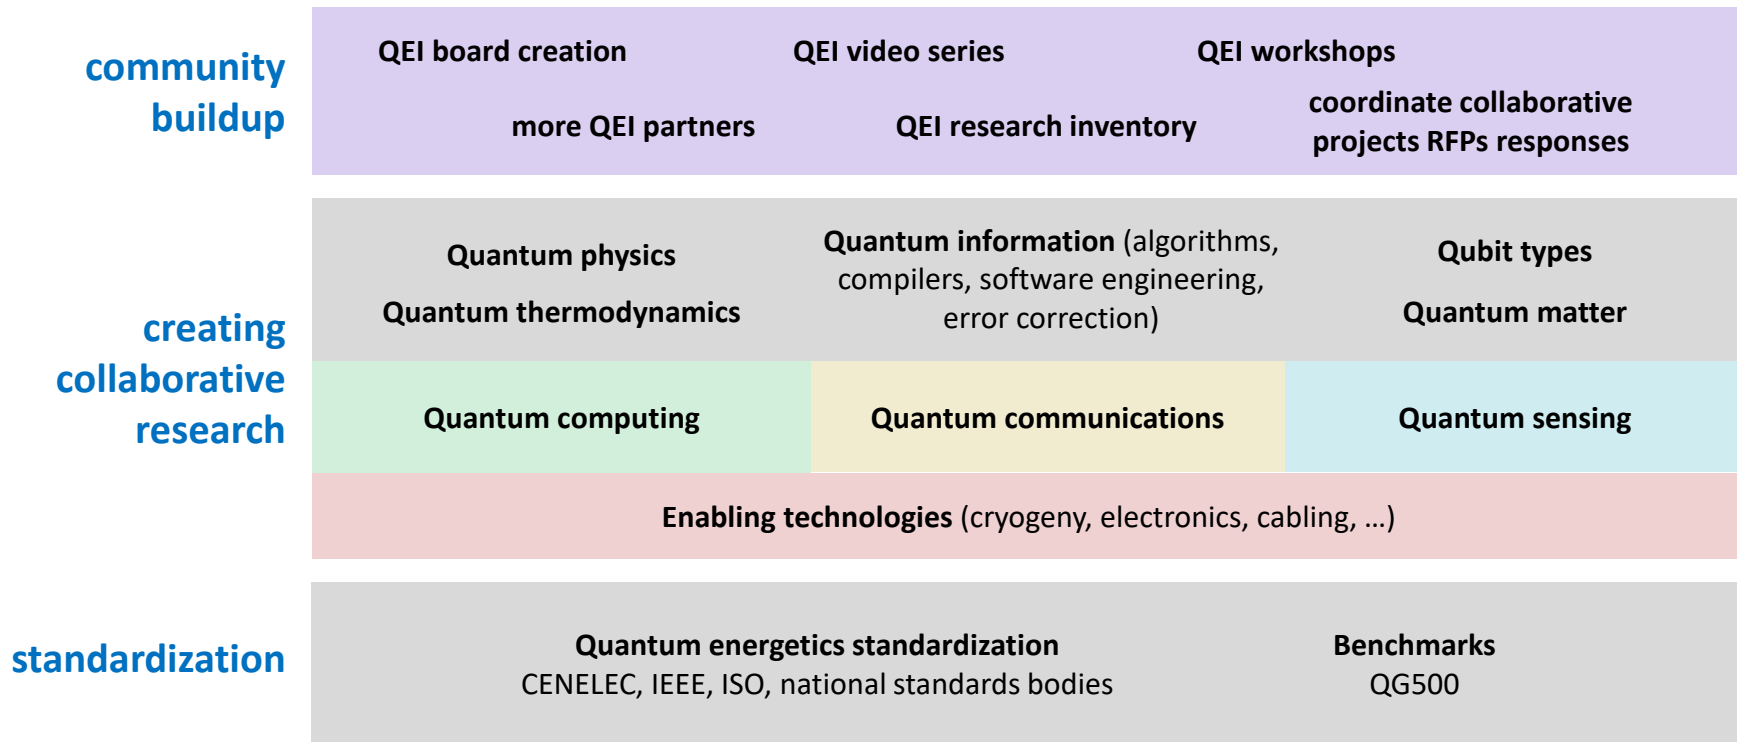 community
buildup
QEI board creation
QEI video series
QEI workshops
more QEI partners
QEI research inventory
coordinate collaborative
projects RFPs responses
creating
collaborative
research
Quantum physics
Quantum thermodynamics
Quantum information (algorithms,
compilers, software engineering,
error correction)
Qubit types
Quantum matter
Quantum computing
Quantum communications
Quantum sensing
Enabling technologies (cryogeny, electronics, cabling, ...)
standardization
Quantum energetics standardization
CENELEC, IEEE, ISO, national standards bodies
Benchmarks
QG500